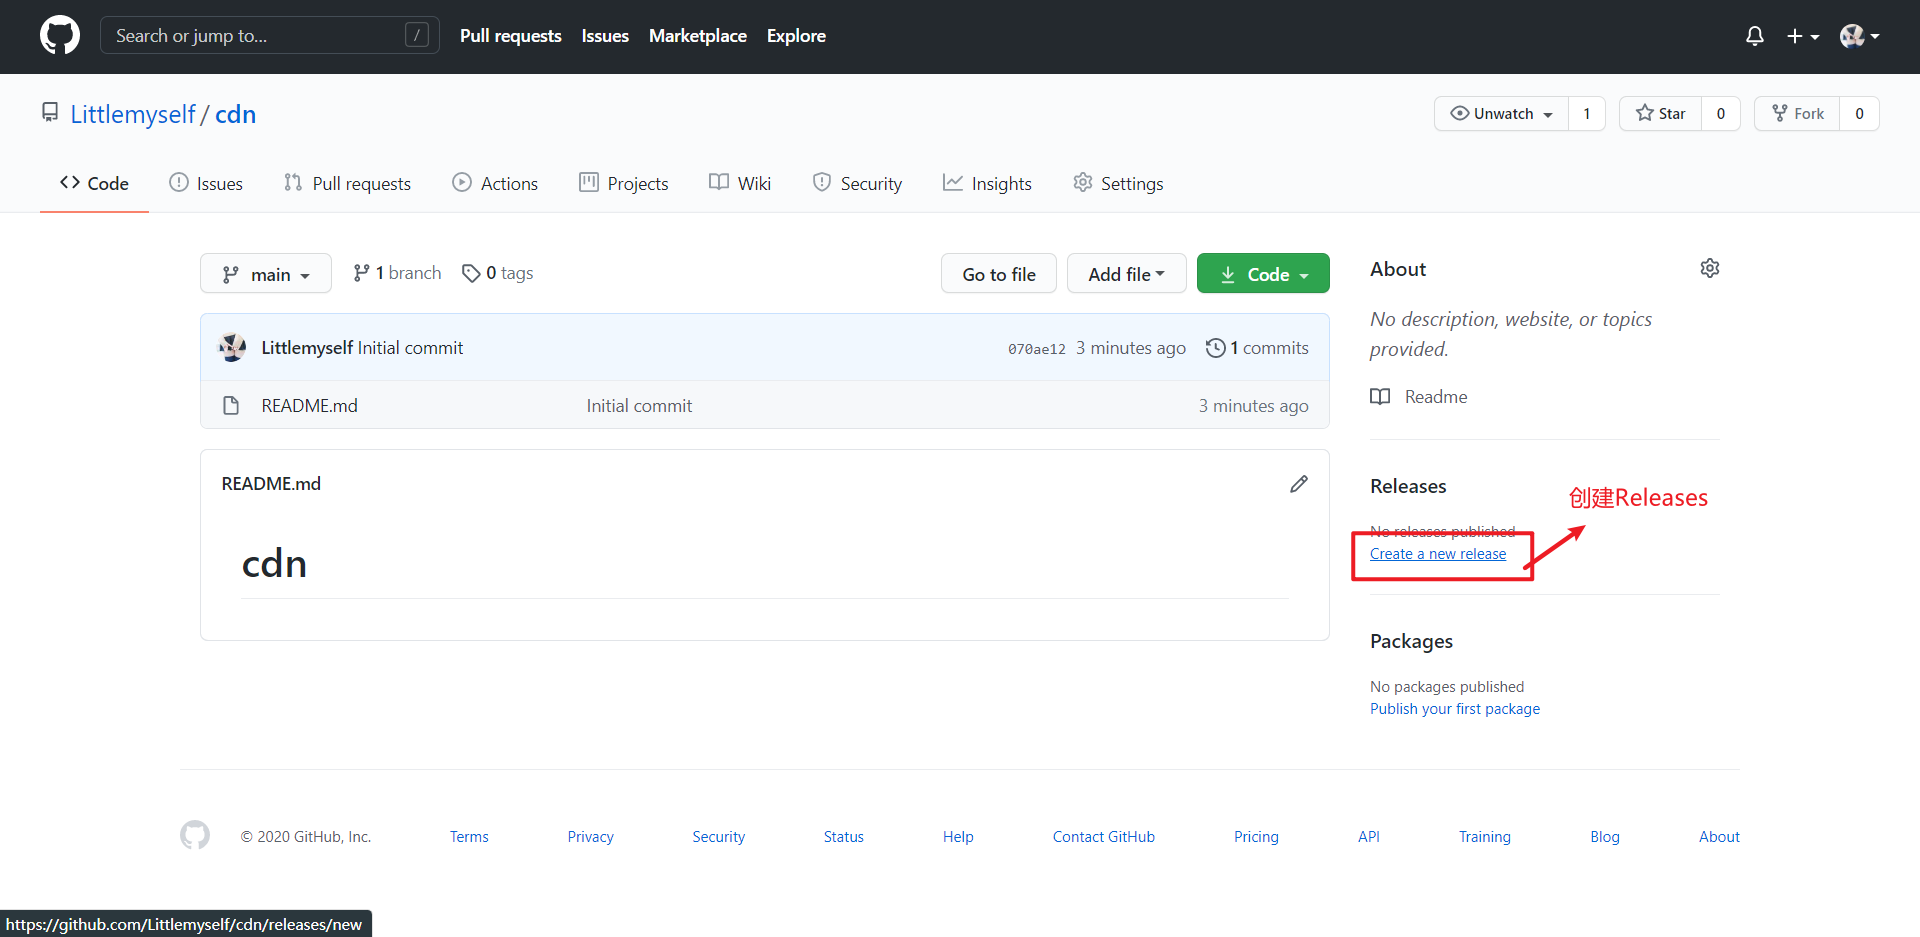 Search or jump to... /
Pull requests Issues Marketplace Explore
Littlemyself / cdn
Unwatch 1 Star 0 Fork 0
Code Issues Pull requests Actions Projects Wiki Security Insights Settings
main 1 branch 0 tags Go to file Add file Code
Littlemyself Initial commit 070ae12 3 minutes ago 1 commits
README.md Initial commit 3 minutes ago
README.md
cdn
About
No description, website, or topics
provided.
Readme
Releases
创建Releases
No releases published
Create a new release
Packages
No packages published
Publish your first package
© 2020 GitHub, Inc. Terms Privacy Security Status Help Contact GitHub Pricing API Training Blog About
https://github.com/Littlemyself/cdn/releases/new